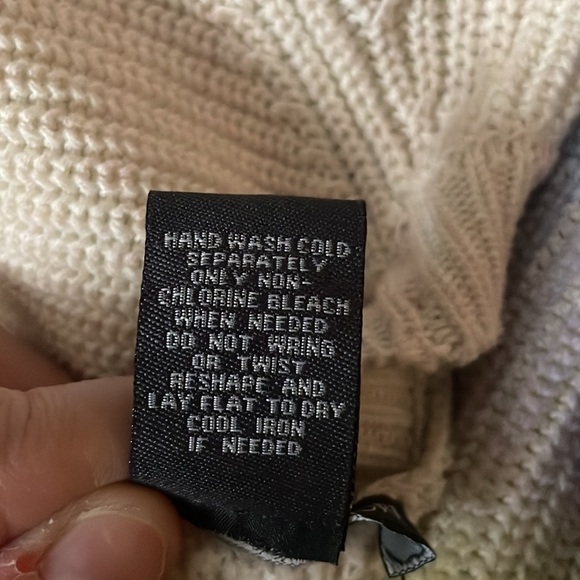 HAND WASH COLD
SEPARATELY
ONLY NON-
CHLORINE BLEACH
WHEN NEEDED
DO NOT WRING
OR TWIST
RESHAPE AND
LAY FLAT TO DRY
COOL IRON
IF NEEDED